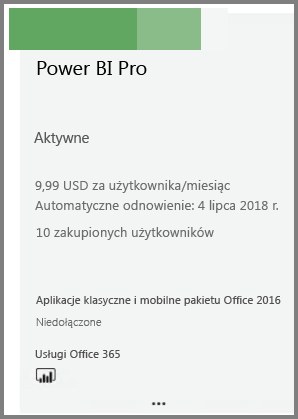 Power BI Pro
Aktywne
9,99 USD za użytkownika/miesiąc
Automatyczne odnowienie: 4 lipca 2018 r.
10 zakupionych użytkowników
Aplikacje klasyczne i mobilne pakietu Office 2016
Niedołączone
Usługi Office 365
...